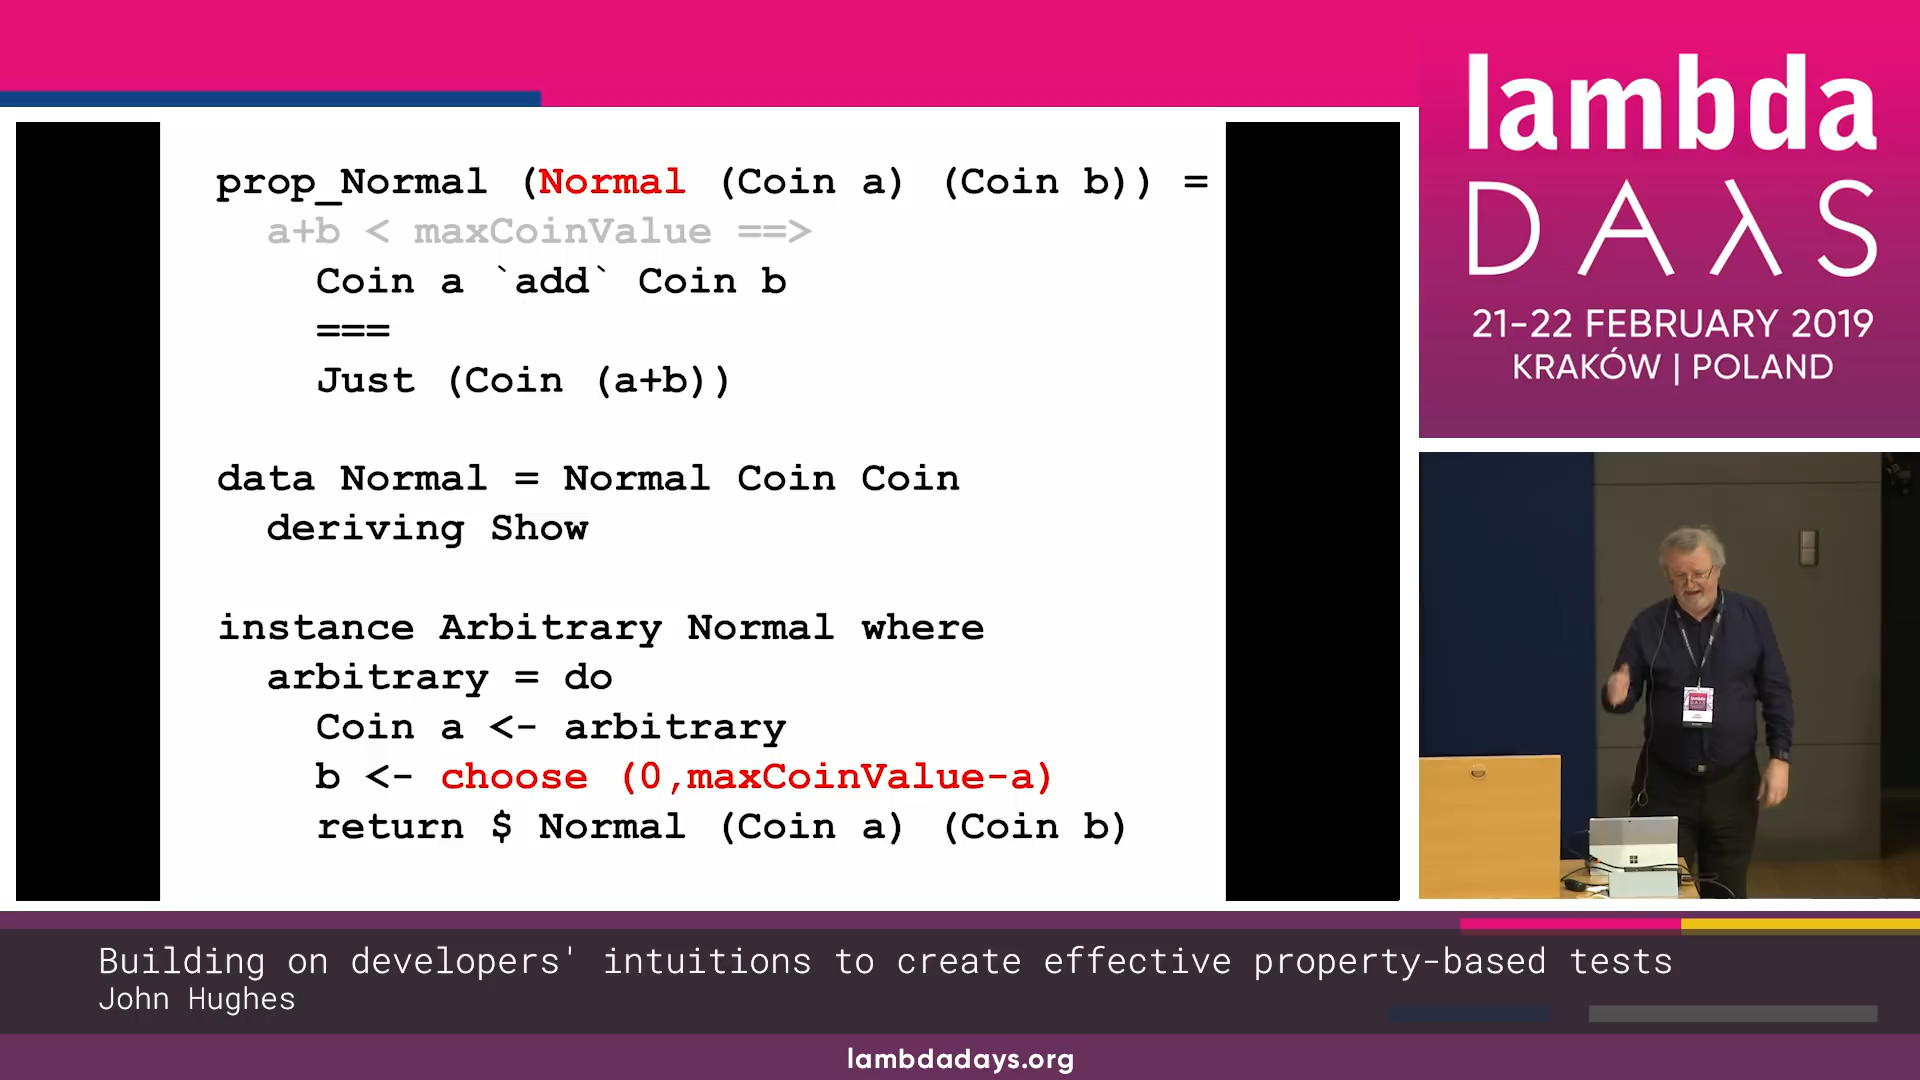 prop_Normal (Normal (Coin a) (Coin b)) =
a+b < maxCoinValue ==>
Coin a `add` Coin b
===
Just (Coin (a+b))
data Normal = Normal Coin Coin
deriving Show
instance Arbitrary Normal where
arbitrary = do
Coin a <- arbitrary
b <- choose (0,maxCoinValue-a)
return $ Normal (Coin a) (Coin b)
lambda
DAλS
21-22 FEBRUARY 2019
KRAKÓW | POLAND
Building on developers' intuitions to create effective property-based tests
John Hughes
lambdadays.org